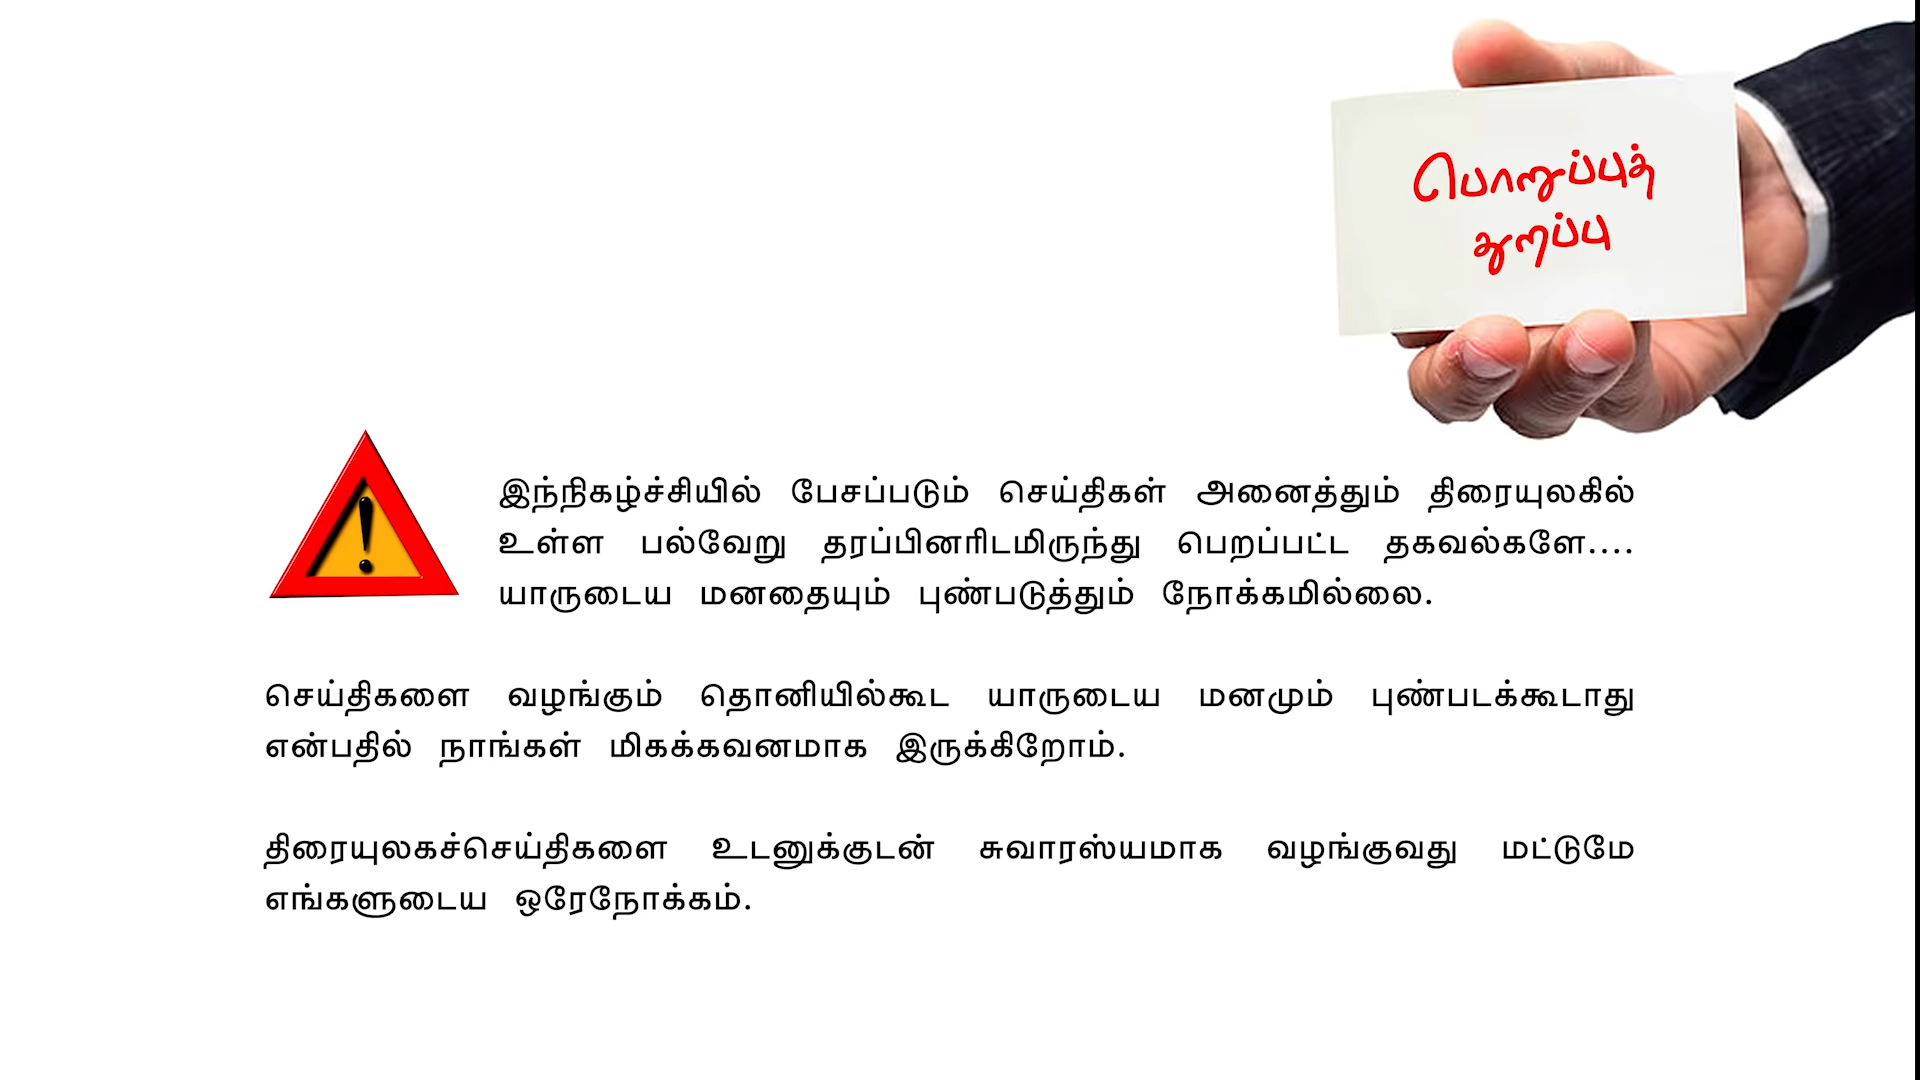 பொறுப்புத்
துறப்பு
இந்நிகழ்ச்சியில் பேசப்படும் செய்திகள் அனைத்தும் திரையுலகில்
உள்ள பல்வேறு தரப்பினரிடமிருந்து பெறப்பட்ட தகவல்களே....
யாருடைய மனதையும் புண்படுத்தும் நோக்கமில்லை.
செய்திகளை வழங்கும் தொனியில்கூட யாருடைய மனமும் புண்படக்கூடாது
என்பதில் நாங்கள் மிகக்கவனமாக இருக்கிறோம்.
திரையுலகச்செய்திகளை உடனுக்குடன் சுவாரஸ்யமாக வழங்குவது மட்டுமே
எங்களுடைய ஒரேநோக்கம்.